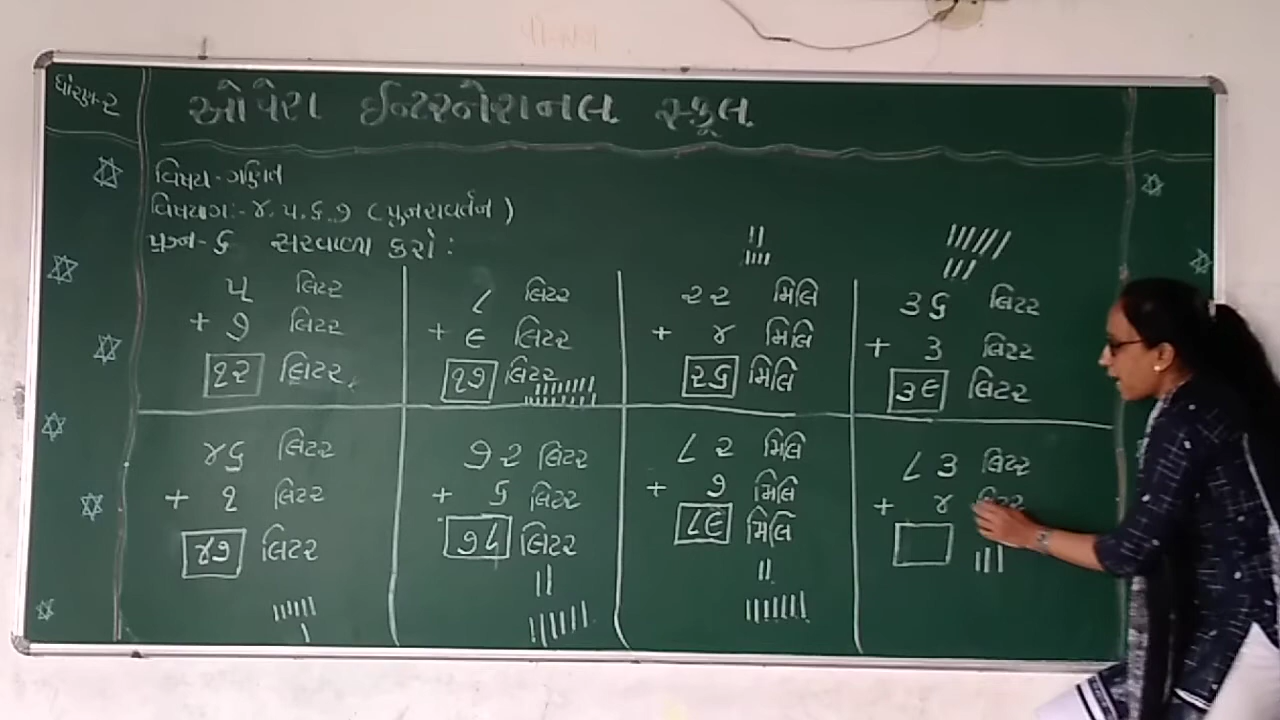 ધોરણ-૨
ઓપેરા ઈન્ટરનેશનલ સ્કૂલ
વિષય-ગણિત
વિભાગ:-૪.૫.૬.૭ (પુનરાવર્તન)
પ્રશ્ન-૬ સરવાળા કરો:
૫ લિટર
+ ૭ લિટર
૧૨ લિટર
૮ લિટર
+ ૯ લિટર
૧૭ લિટર
૨૨ મિલિ
+ ૪ મિલિ
૨૬ મિલિ
૩૬ લિટર
+ ૩ લિટર
૩૯ લિટર
૪૬ લિટર
+ ૧ લિટર
૪૭ લિટર
૭૨ લિટર
+ ૬ લિટર
લિટર
૮૨ મિલિ
+ ૭ મિલિ
૮૯ મિલિ
૮૩ લિટર
+ ૪ લિટર